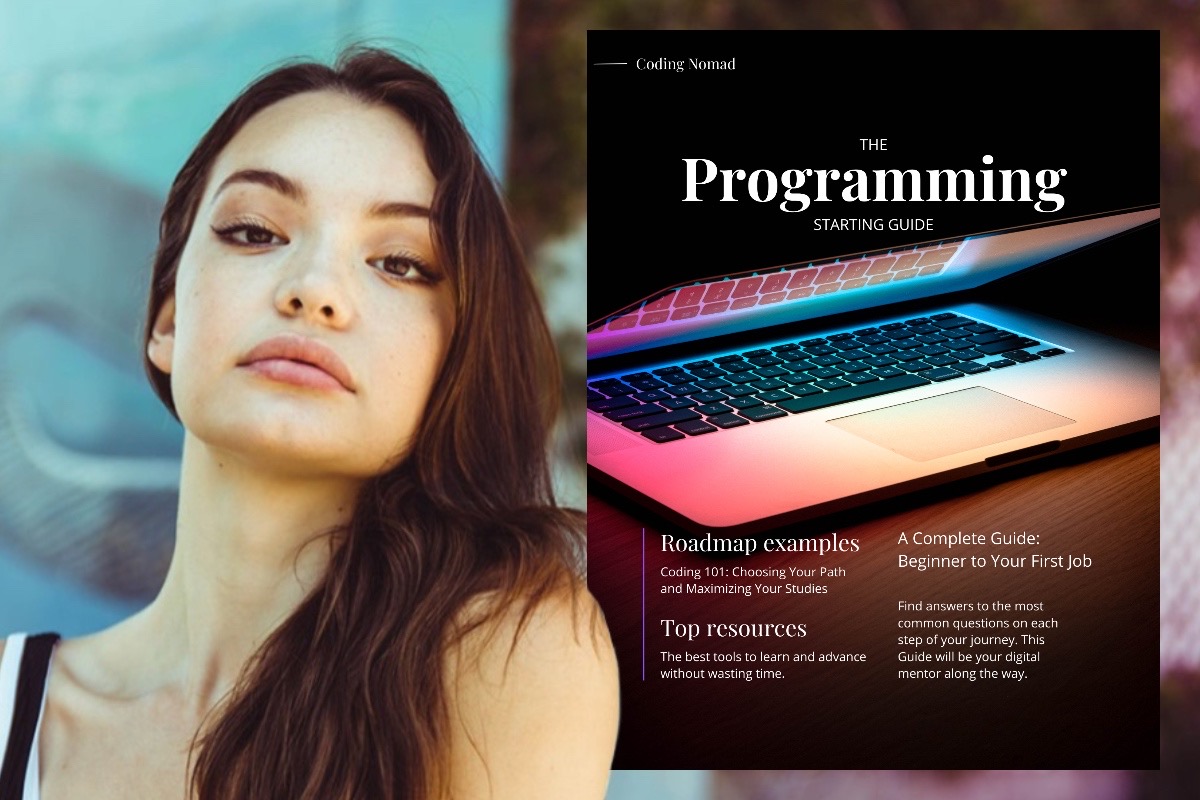 Coding Nomad
THE
Programming
STARTING GUIDE
Roadmap examples
Coding 101: Choosing Your Path
and Maximizing Your Studies
Top resources
The best tools to learn and advance
without wasting time.
A Complete Guide:
Beginner to Your First Job
Find answers to the most
common questions on each
step of your journey. This
Guide will be your digital
mentor along the way.